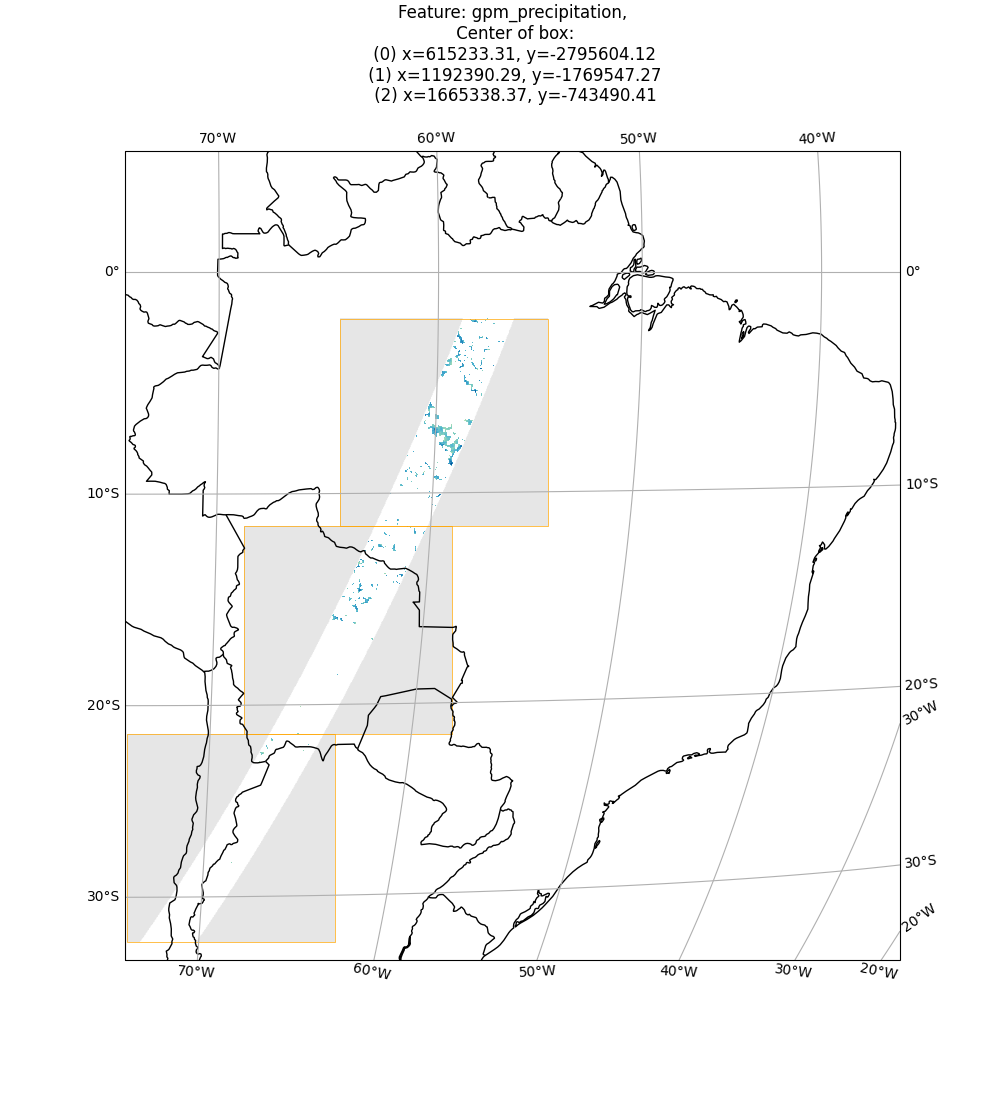 Feature: gpm_precipitation,
Center of box:
(0) x=615233.31, y=-2795604.12
(1) x=1192390.29, y=-1769547.27
(2) x=1665338.37, y=-743490.41
70°W 60°W 50°W 40°W
0° 0°
10°S 10°S
20°S 20°S
30°W
30°S 30°S
20°W
70°W 60°W 50°W 40°W 30°W 20°W